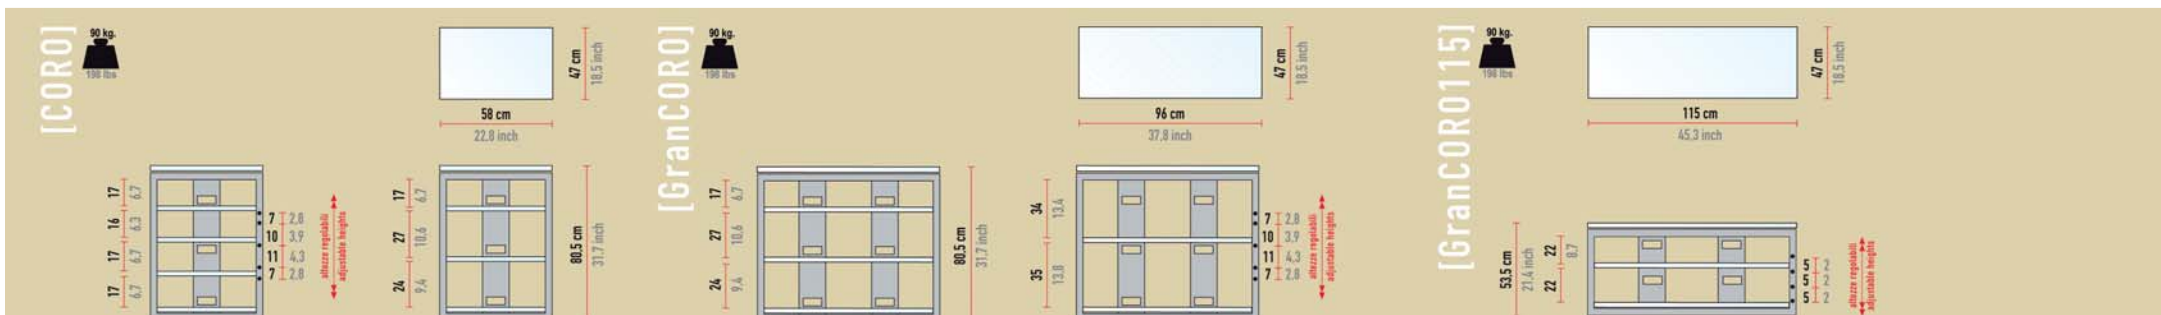 [CORO]
90 kg.
198 lbs
47 cm
18.5 inch
58 cm
22.8 inch
17
6,7
16
6,3
17
6,7
17
6,7
7
2,8
10
3,9
11
4,3
7
2,8
altezze regolabili
adjustable heights
17
6,7
27
10,6
24
9,4
80,5 cm
31,7 inch
[GranCORO]
90 kg.
198 lbs
47 cm
18.5 inch
96 cm
37,8 inch
17
6,7
27
10,6
24
9,4
80,5 cm
31,7 inch
34
13,4
35
13,8
7
2,8
10
3,9
11
4,3
7
2,8
altezze regolabili
adjustable heights
[GranCORO115]
90 kg.
198 lbs
47 cm
18.5 inch
115 cm
45,3 inch
53,5 cm
21,4 inch
22
8,7
22
5
2
5
2
5
2
altezze regolabili
adjustable heights